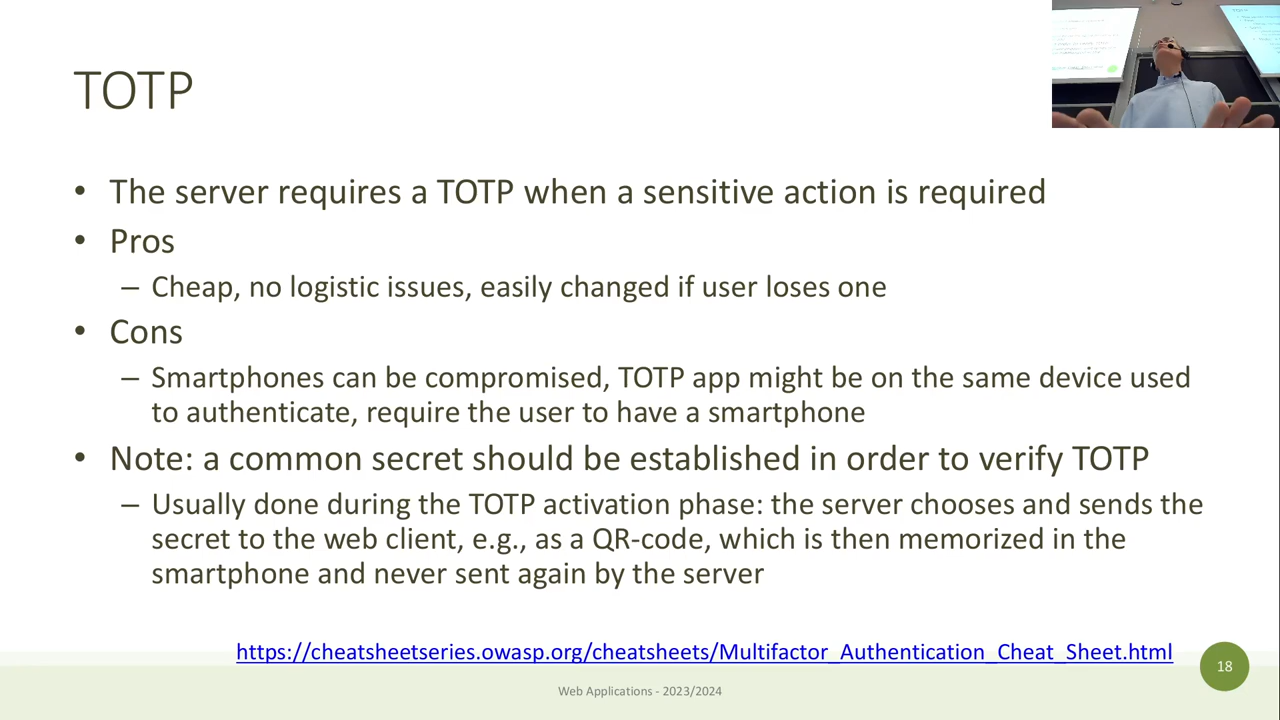 TOTP
• The server requires a TOTP when a sensitive action is required
• Pros
– Cheap, no logistic issues, easily changed if user loses one
• Cons
– Smartphones can be compromised, TOTP app might be on the same device used
to authenticate, require the user to have a smartphone
• Note: a common secret should be established in order to verify TOTP
– Usually done during the TOTP activation phase: the server chooses and sends the
secret to the web client, e.g., as a QR-code, which is then memorized in the
smartphone and never sent again by the server
https://cheatsheetseries.owasp.org/cheatsheets/Multifactor_Authentication_Cheat_Sheet.html
18
Web Applications - 2023/2024